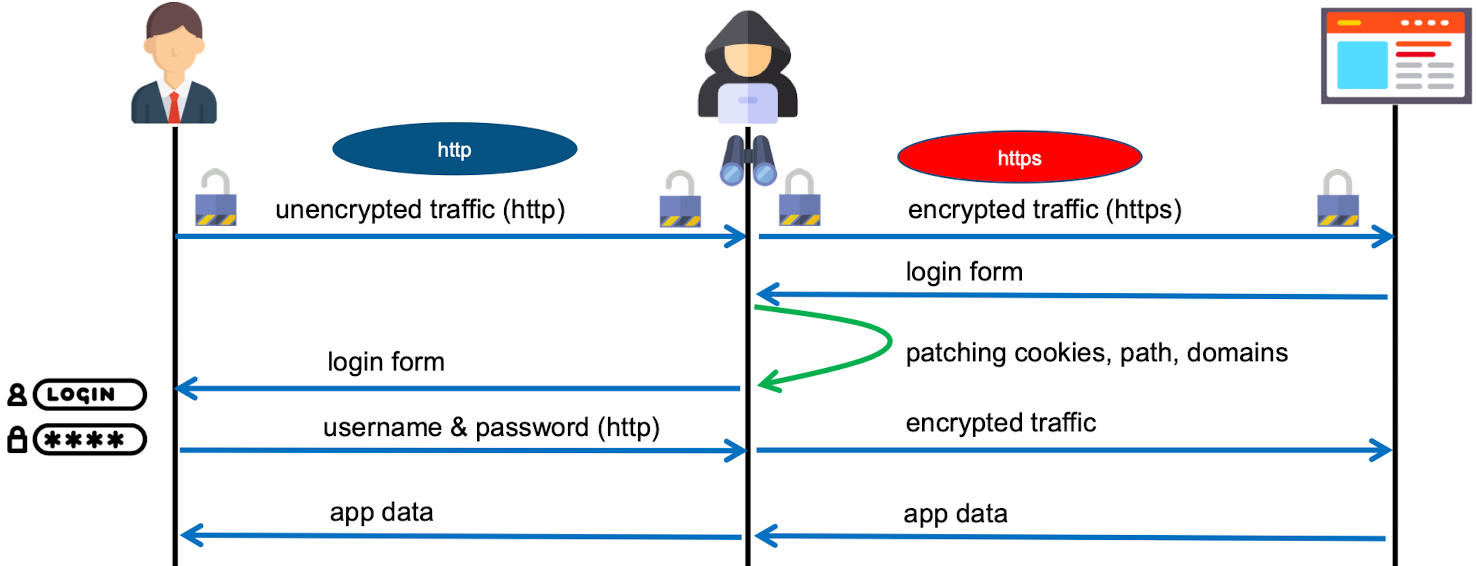 http
https
unencrypted traffic (http)
encrypted traffic (https)
login form
patching cookies, path, domains
login form
LOGIN
username & password (http)
encrypted traffic
****
app data
app data